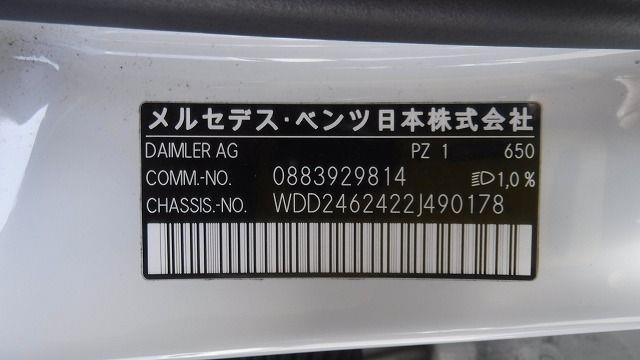 メルセデス・ベンツ日本株式会社
DAIMLER AG PZ 1 650
COMM.-NO. 0883929814 1,0%
CHASSIS.-NO. WDD2462422J490178